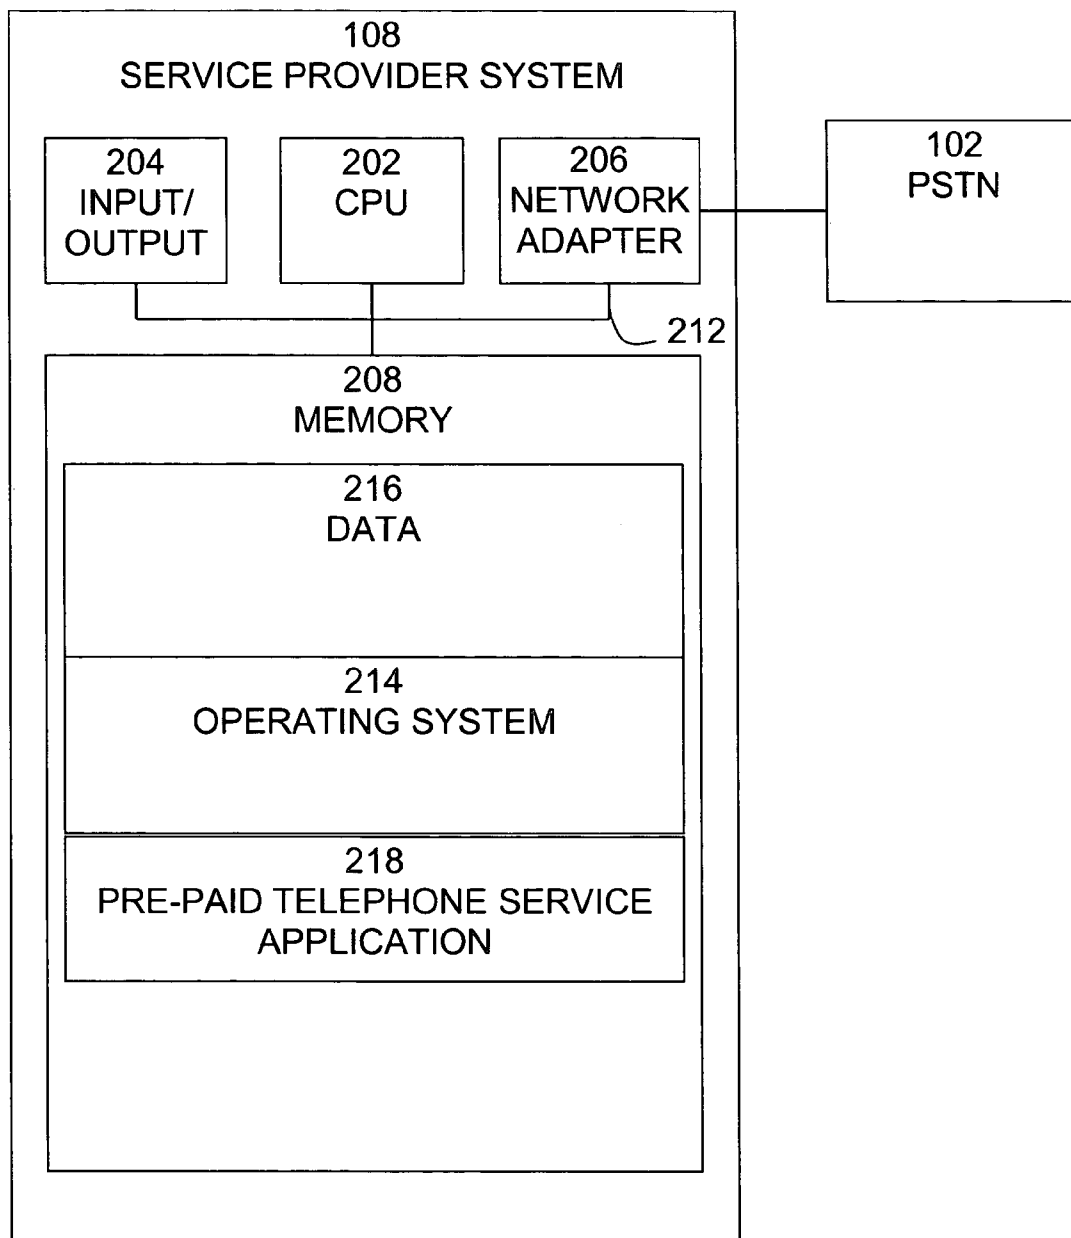 108
SERVICE PROVIDER SYSTEM
204
INPUT/
OUTPUT
202
CPU
206
NETWORK
ADAPTER
102
PSTN
212
208
MEMORY
216
DATA
214
OPERATING SYSTEM
218
PRE-PAID TELEPHONE SERVICE
APPLICATION